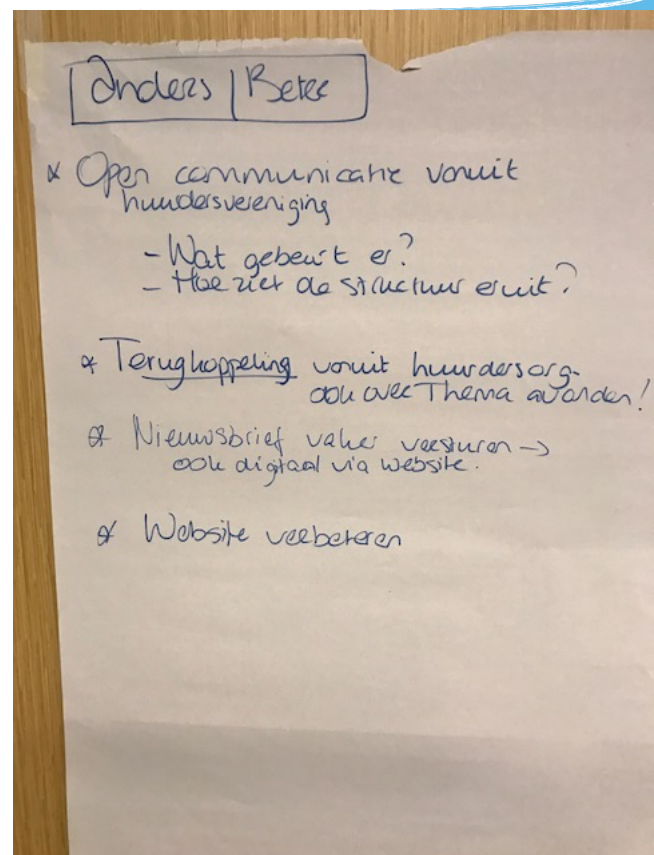 Anders | Beter
* Open communicatie vanuit
huurdersvereniging
- Wat gebeurt er?
- Hoe ziet de structuur eruit?
* Terugkoppeling vanuit huurdersorg.
ook over Thema avonden!
* Nieuwsbrief vaker versturen →
ook digitaal via website.
* Website verbeteren